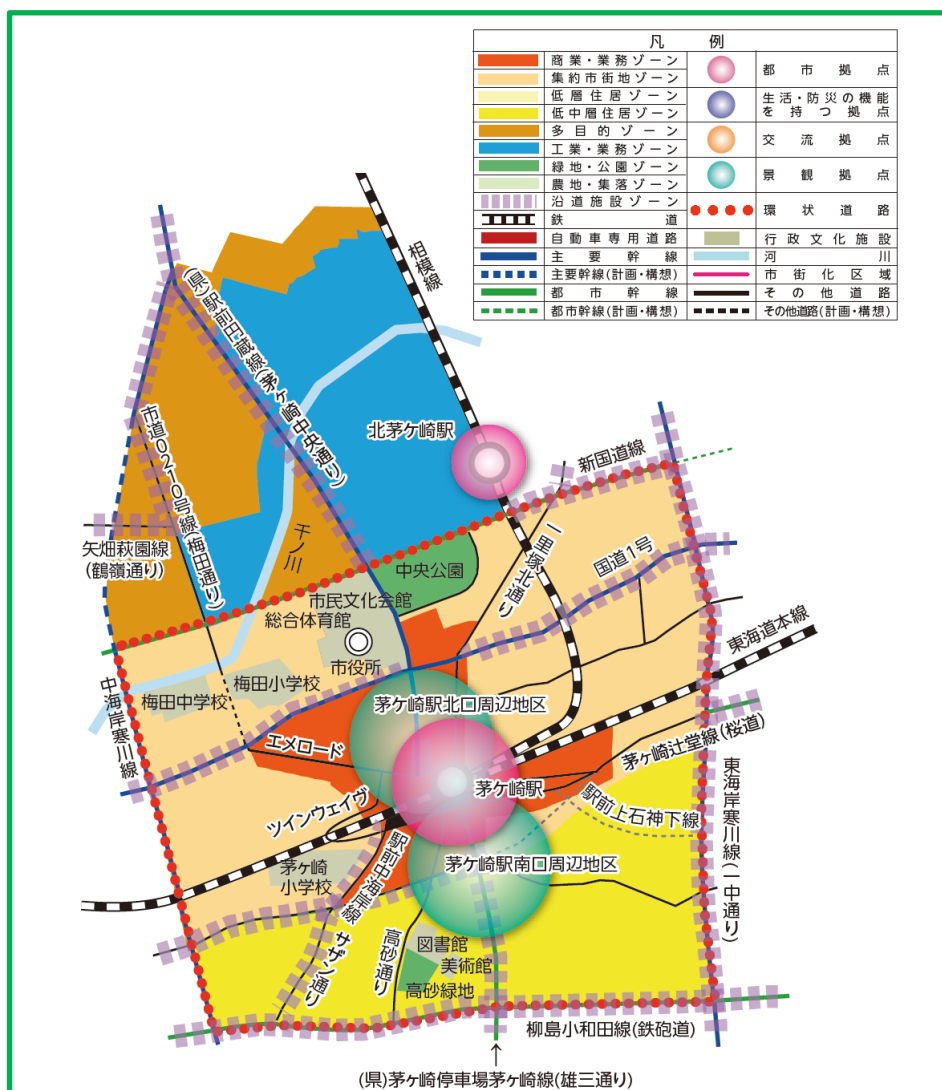 凡例
商業・業務ゾーン
集約市街地ゾーン
低層住居ゾーン
低中層住居ゾーン
多目的ゾーン
工業・業務ゾーン
緑地・公園ゾーン
農地・集落ゾーン
沿道施設ゾーン
鉄道
自動車専用道路
主要幹線
主要幹線(計画・構想)
都市幹線
都市幹線(計画・構想)
都市拠点
生活・防災の機能
を持つ拠点
交流拠点
景観拠点
環状道路
行政文化施設
河川
市街化区域
その他道路
その他道路(計画・構想)
相模線
(県)駅前田蔵線(茅ヶ崎中央通り)
北茅ケ崎駅
新国道線
市道0210号線(梅田通り)
矢畑萩園線
(鶴嶺通り)
千ノ川
中央公園
一里塚北通り
国道1号
市民文化会館
総合体育館
市役所
東海道本線
梅田小学校
梅田中学校
中海岸寒川線
茅ケ崎駅北口周辺地区
エメロード
茅ケ崎辻堂線(桜道)
茅ケ崎駅
駅前上石神下線
ツインウェイヴ
東海岸寒川線(一中通り)
茅ヶ崎
小学校
駅前中海岸線
茅ケ崎駅南口周辺地区
サザン通り
高砂通り
図書館
美術館
高砂緑地
柳島小和田線(鉄砲道)
(県)茅ケ崎停車場茅ケ崎線(雄三通り)